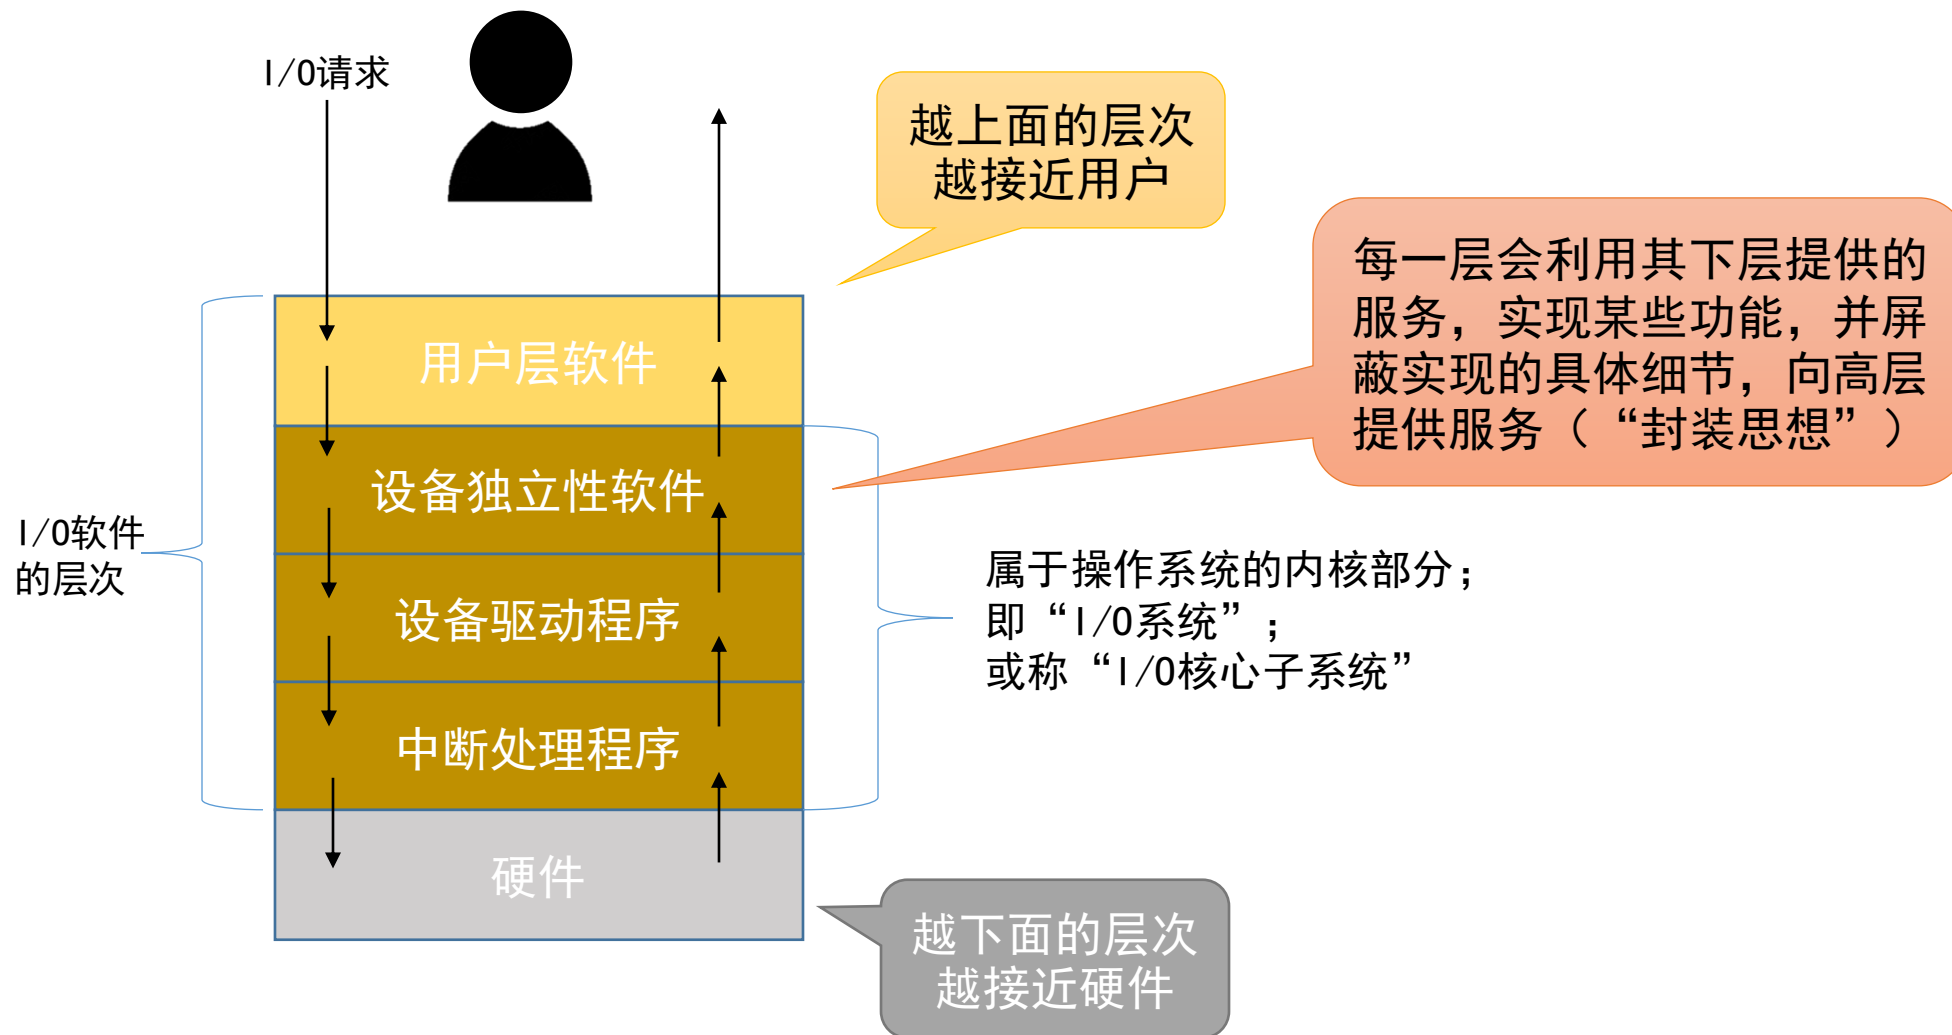 I/O请求
越上面的层次
越接近用户
每一层会利用其下层提供的
服务，实现某些功能，并屏
蔽实现的具体细节，向高层
提供服务（“封装思想”）
用户层软件
设备独立性软件
I/O软件
的层次
设备驱动程序
属于操作系统的内核部分；
即“I/O系统”；
或称“I/O核心子系统”
中断处理程序
硬件
越下面的层次
越接近硬件